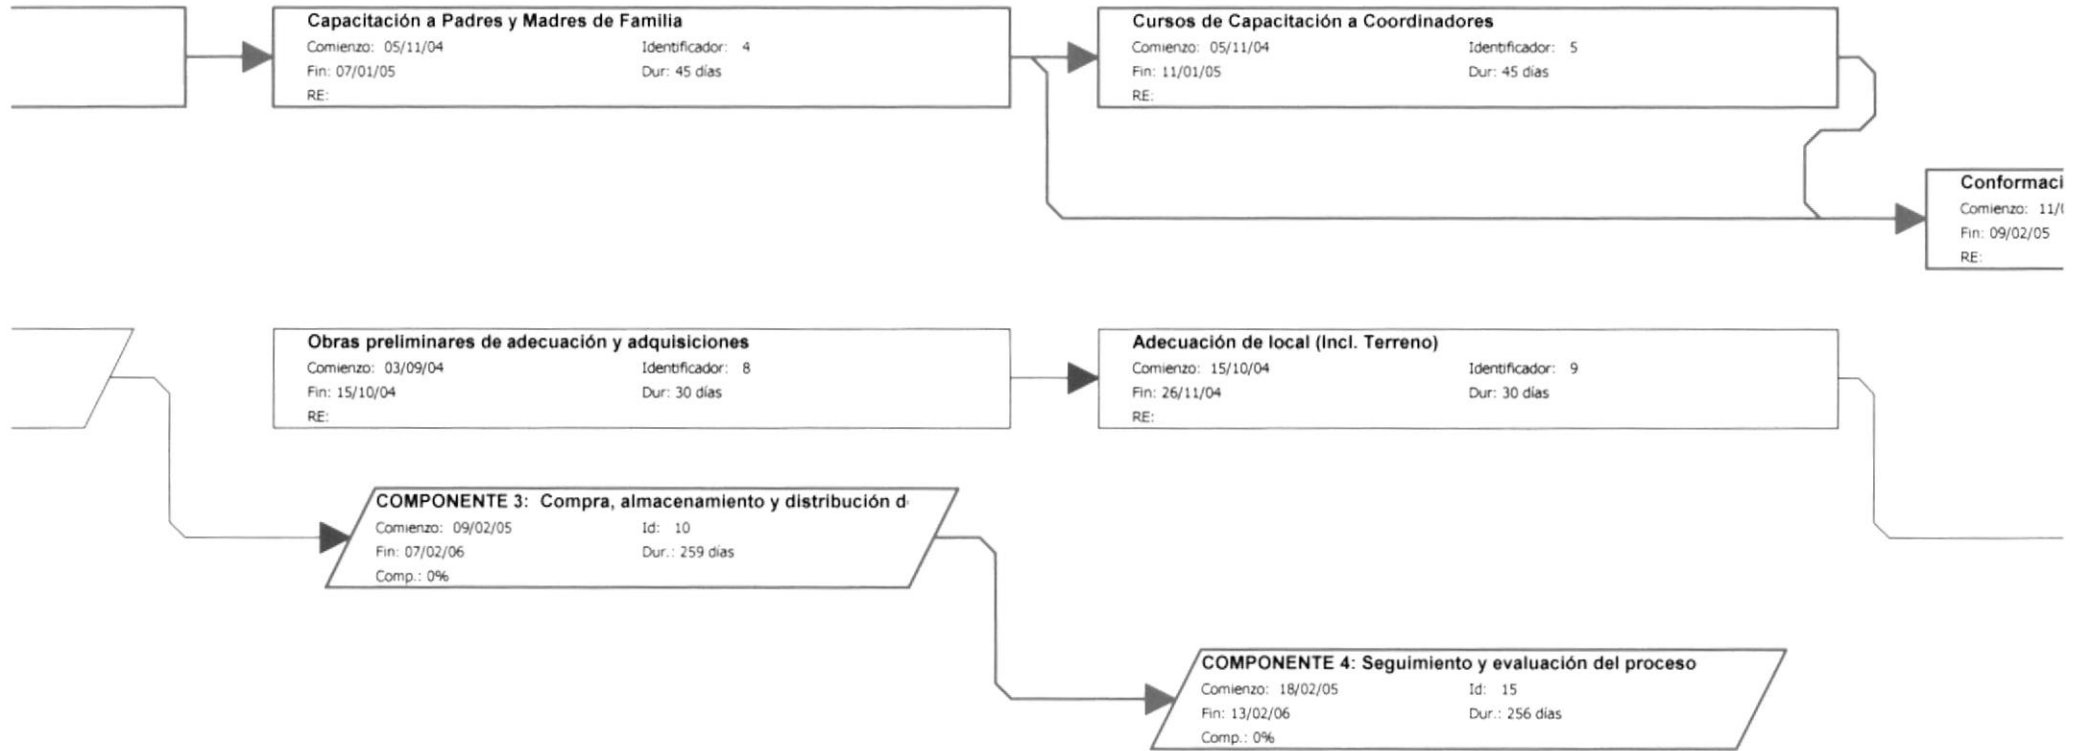 Capacitación a Padres y Madres de Familia
Comienzo: 05/11/04 Identificador: 4
Fin: 07/01/05 Dur: 45 días
RE:
Cursos de Capacitación a Coordinadores
Comienzo: 05/11/04 Identificador: 5
Fin: 11/01/05 Dur: 45 días
RE:
Conformaci
Comienzo: 11/
Fin: 09/02/05
RE:
Obras preliminares de adecuación y adquisiciones
Comienzo: 03/09/04 Identificador: 8
Fin: 15/10/04 Dur: 30 días
RE:
Adecuación de local (Incl. Terreno)
Comienzo: 15/10/04 Identificador: 9
Fin: 26/11/04 Dur: 30 días
RE:
COMPONENTE 3: Compra, almacenamiento y distribución d
Comienzo: 09/02/05 Id: 10
Fin: 07/02/06 Dur.: 259 días
Comp.: 0%
COMPONENTE 4: Seguimiento y evaluación del proceso
Comienzo: 18/02/05 Id: 15
Fin: 13/02/06 Dur.: 256 días
Comp.: 0%